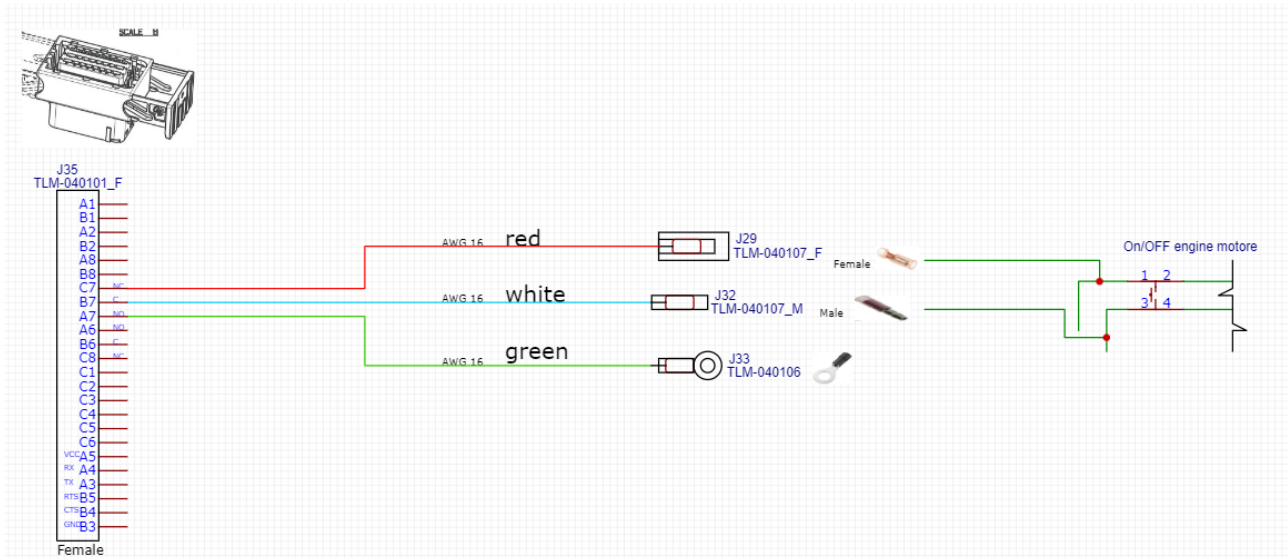 SCALE B
J35
TLM-040101_F
A1
B1
A2
B2
A8
B8
C7 NC
B7 C
A7 NO
A6 NO
B6 C
C8 NC
C1
C2
C3
C4
C5
C6
VCC A5
RX A4
TX A3
RTS B5
CTS B4
GND B3
Female
AWG 16 red
AWG 16 white
AWG 16 green
J29
TLM-040107_F
J32
TLM-040107_M
J33
TLM-040106
Female
Male
On/OFF engine motore
1 2
3 4